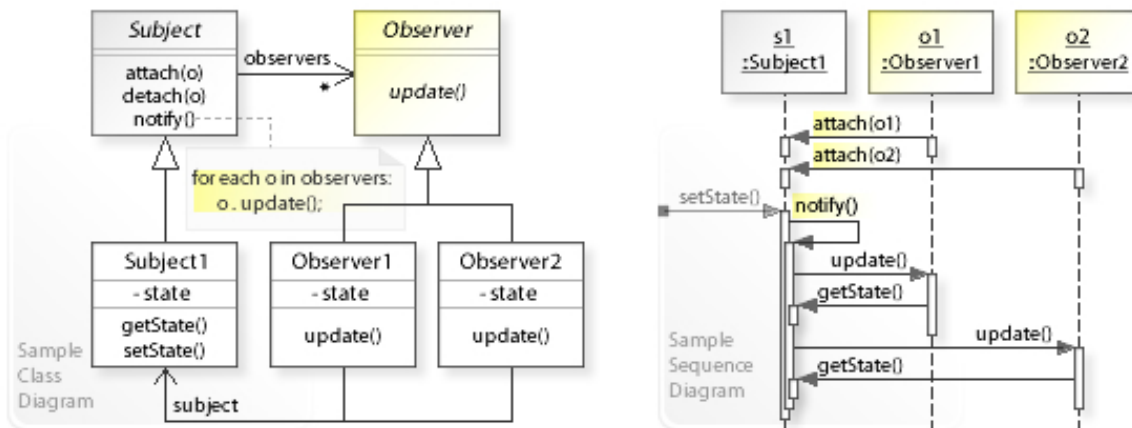 Subject
attach(o)
detach(o)
notify()
observers
*
Observer
update()
for each o in observers:
o . update();
Subject1
- state
getState()
setState()
Observer1
- state
update()
Observer2
- state
update()
subject
Sample
Class
Diagram
s1
:Subject1
o1
:Observer1
o2
:Observer2
attach(o1)
attach(o2)
setState()
notify()
update()
getState()
update()
getState()
Sample
Sequence
Diagram